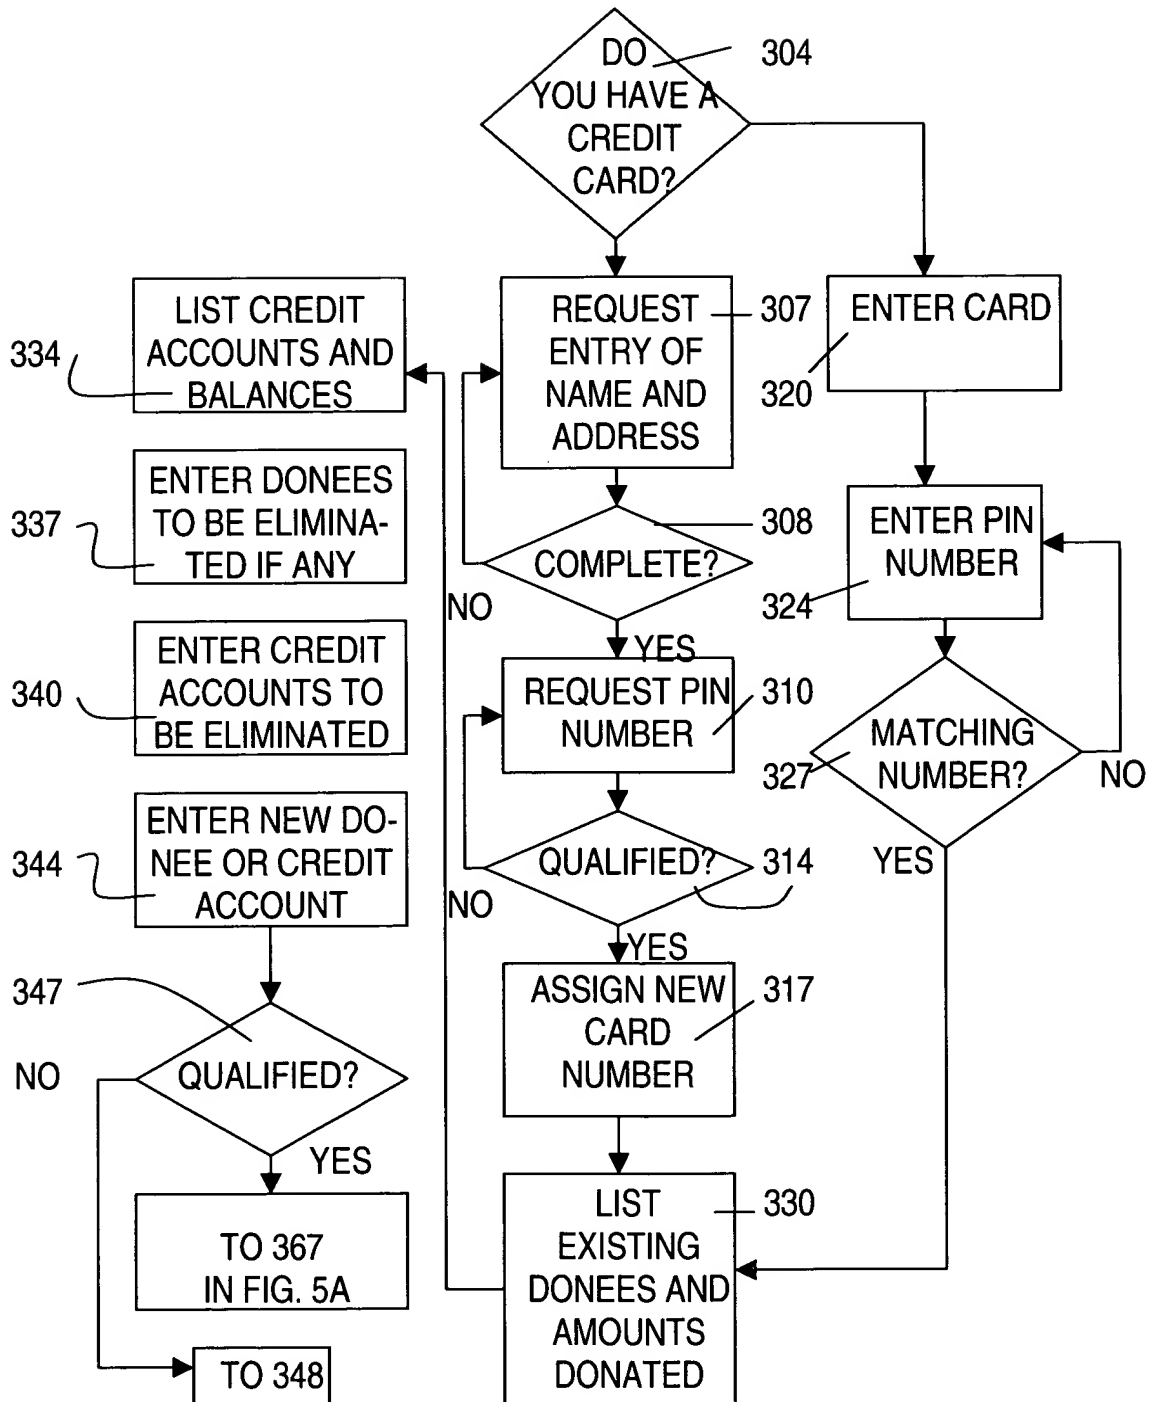 DO
YOU HAVE A
CREDIT
CARD?
304
REQUEST
ENTRY OF
NAME AND
ADDRESS
307
ENTER CARD
320
LIST CREDIT
ACCOUNTS AND
BALANCES
334
ENTER DONEES
TO BE ELIMINA-
TED IF ANY
337
COMPLETE?
308
NO
YES
ENTER PIN
NUMBER
324
ENTER CREDIT
ACCOUNTS TO
BE ELIMINATED
340
REQUEST PIN
NUMBER
310
MATCHING
NUMBER?
327
NO
YES
ENTER NEW DO-
NEE OR CREDIT
ACCOUNT
344
QUALIFIED?
314
NO
YES
347
QUALIFIED?
NO
YES
ASSIGN NEW
CARD
NUMBER
317
TO 367
IN FIG. 5A
TO 348
LIST
EXISTING
DONEES AND
AMOUNTS
DONATED
330